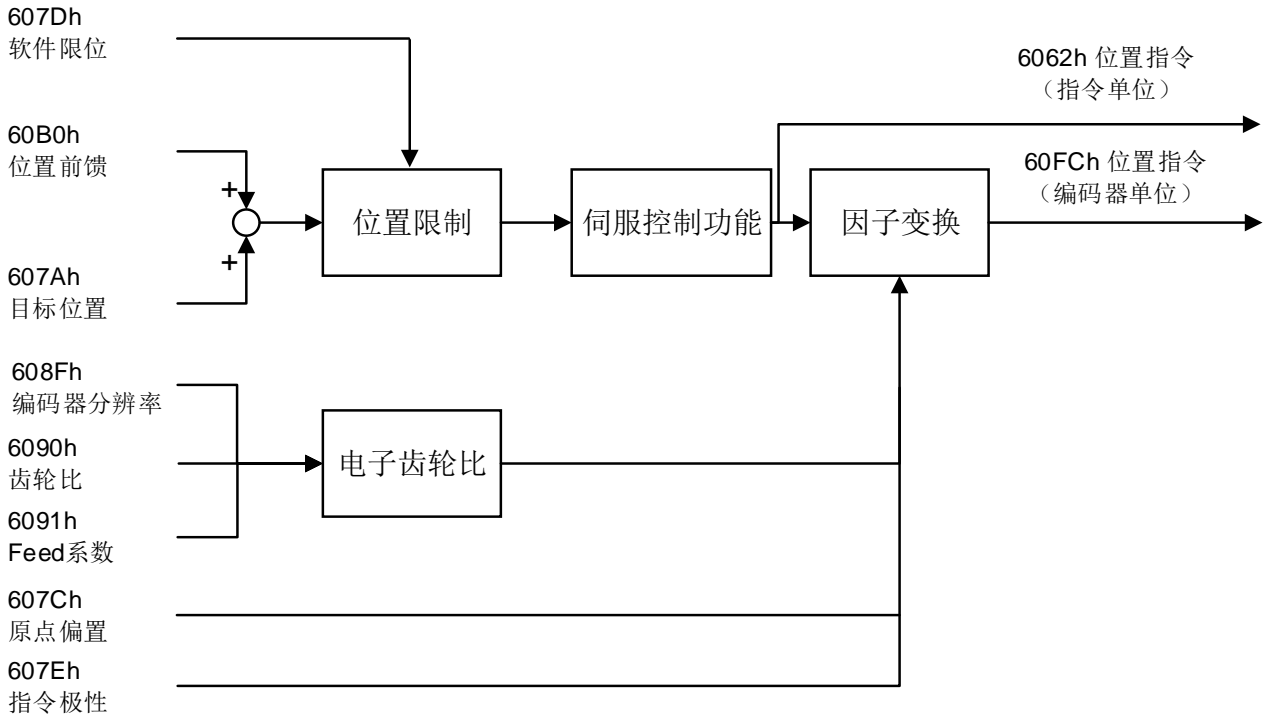 607Dh
软件限位
6062h 位置指令
（指令单位）
60B0h
位置前馈
60FCh 位置指令
（编码器单位）
+
位置限制
伺服控制功能
因子变换
+
607Ah
目标位置
608Fh
编码器分辨率
6090h
齿轮比
电子齿轮比
6091h
Feed系数
607Ch
原点偏置
607Eh
指令极性